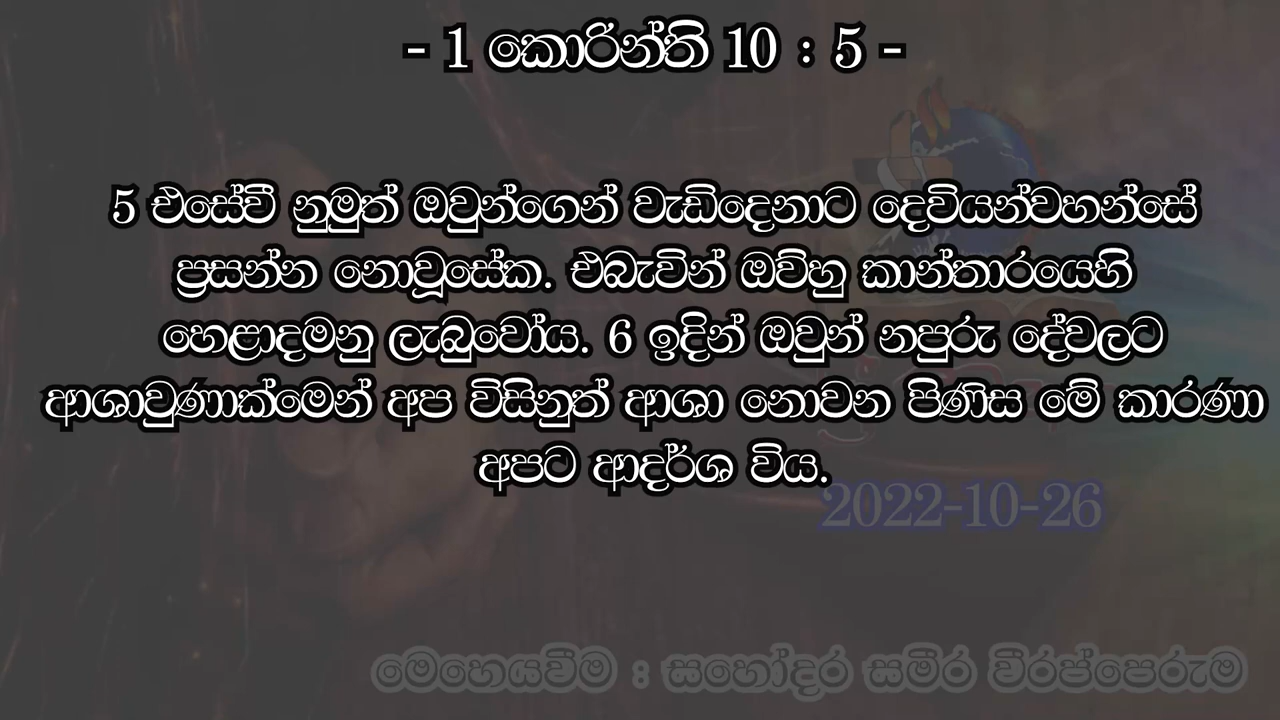 - 1 කොරින්ති 10 : 5 -
5 එසේවී නුමුත් ඔවුන්ගෙන් වැඩිදෙනාට දෙවියන්වහන්සේ
ප්‍රසන්න නොවූසේක. එබැවින් ඔව්හු කාන්තාරයෙහි
හෙළාදමනු ලැබුවෝය. 6 ඉදින් ඔවුන් නපුරු දේවලට
ආශාවුණාක්මෙන් අප විසිනුත් ආශා නොවන පිණිස මේ කාරණා
අපට ආදර්ශ විය.
2022-10-26
මෙහෙයවීම : සහෝදර සමීර වීරප්පෙරුම